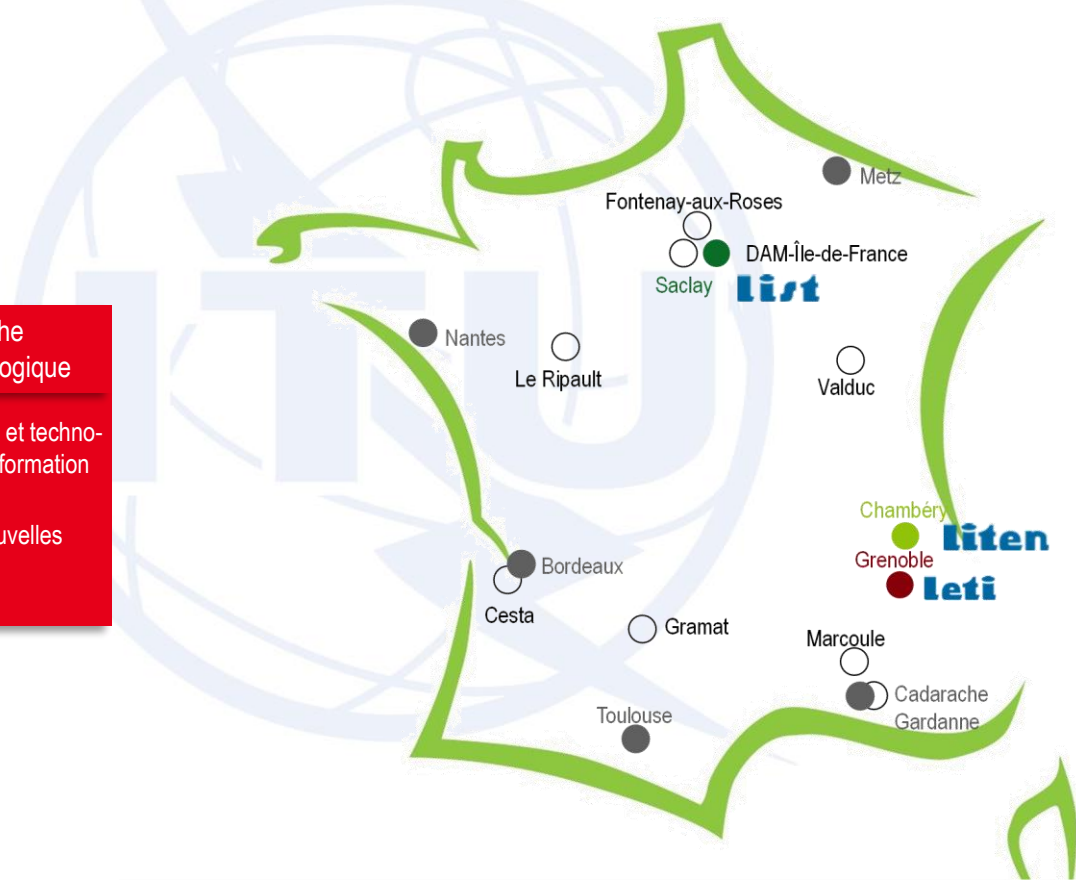 he
ogique
et techno-
formation
uvelles
Metz
Fontenay-aux-Roses
DAM-Île-de-France
Saclay
List
Nantes
Le Ripault
Valduc
Chambéry
liten
Grenoble
leti
Bordeaux
Cesta
Gramat
Marcoule
Cadarache
Gardanne
Toulouse
ITU